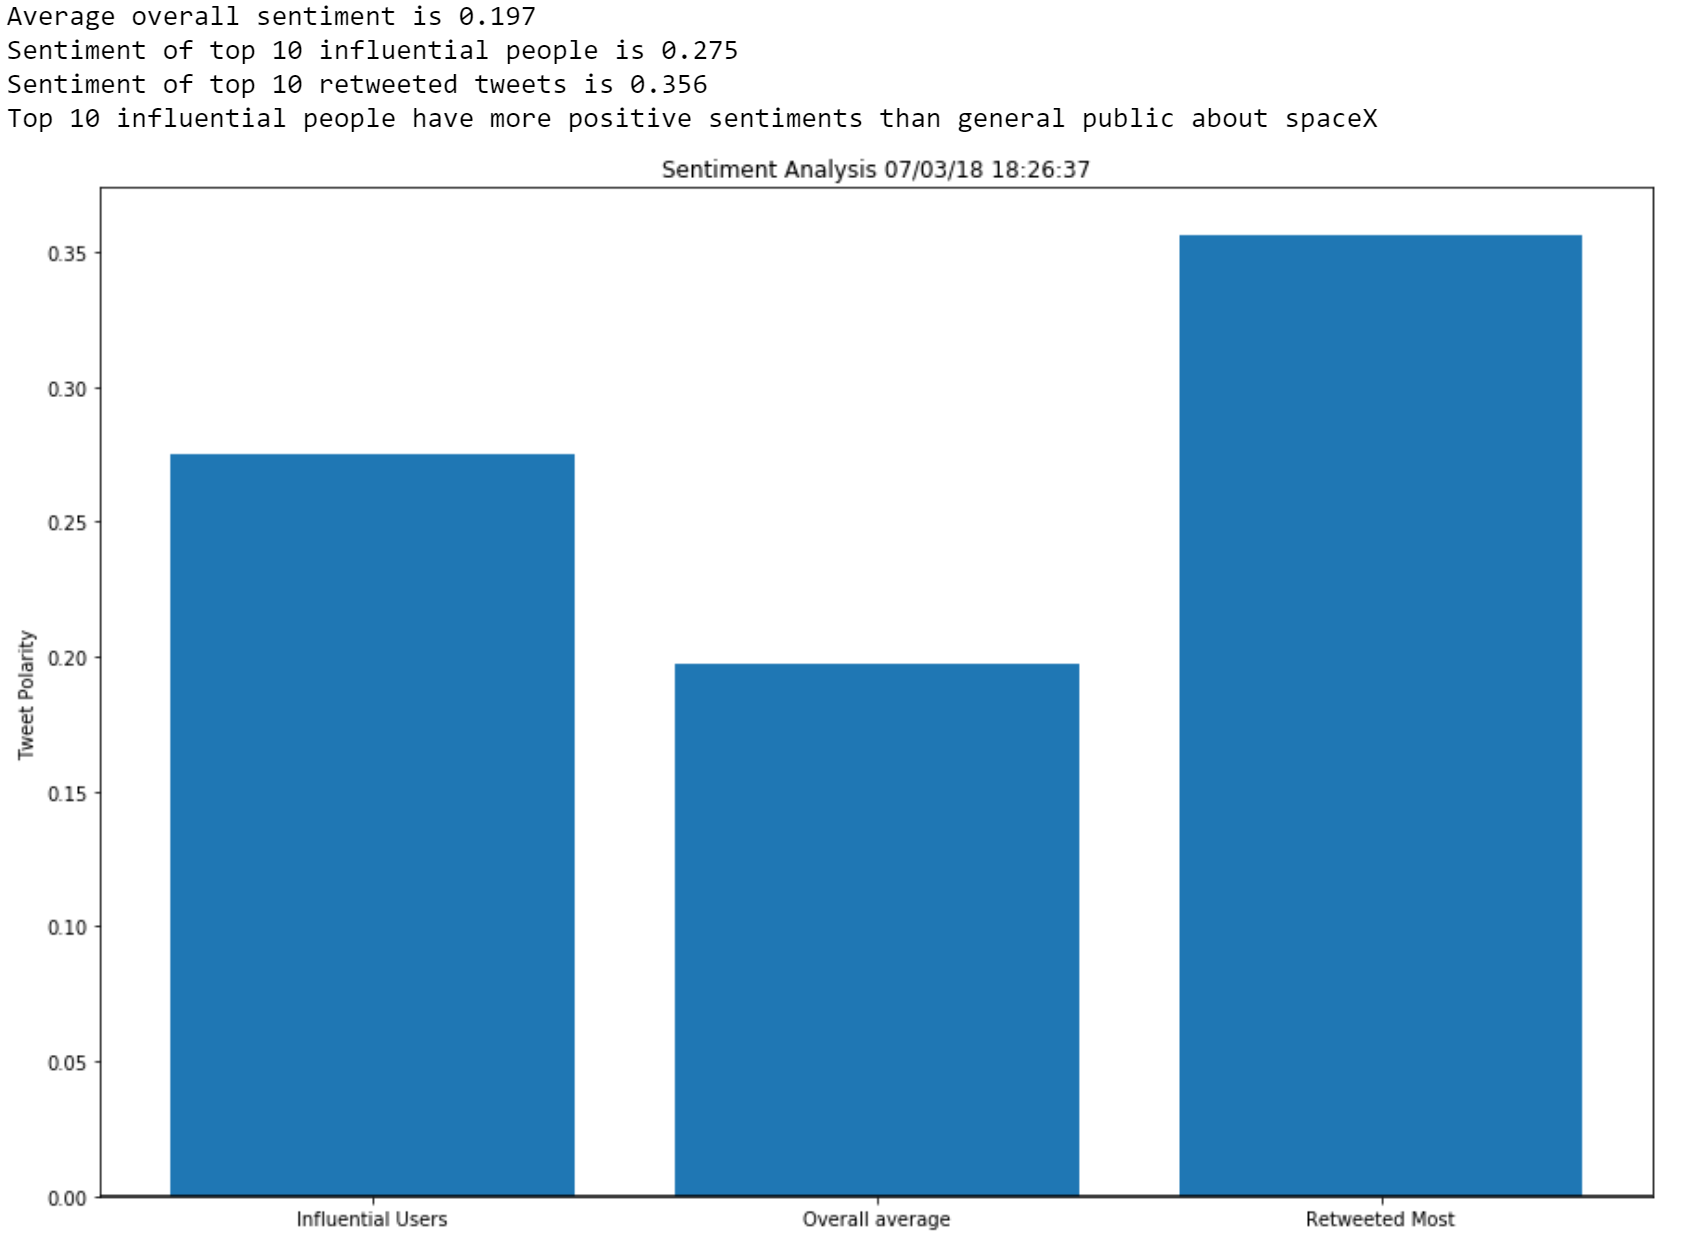 Average overall sentiment is 0.197
Sentiment of top 10 influential people is 0.275
Sentiment of top 10 retweeted tweets is 0.356
Top 10 influential people have more positive sentiments than general public about spaceX
Sentiment Analysis 07/03/18 18:26:37
0.35
0.30
0.25
0.20
0.15
0.10
0.05
0.00
Tweet Polarity
Influential Users
Overall average
Retweeted Most